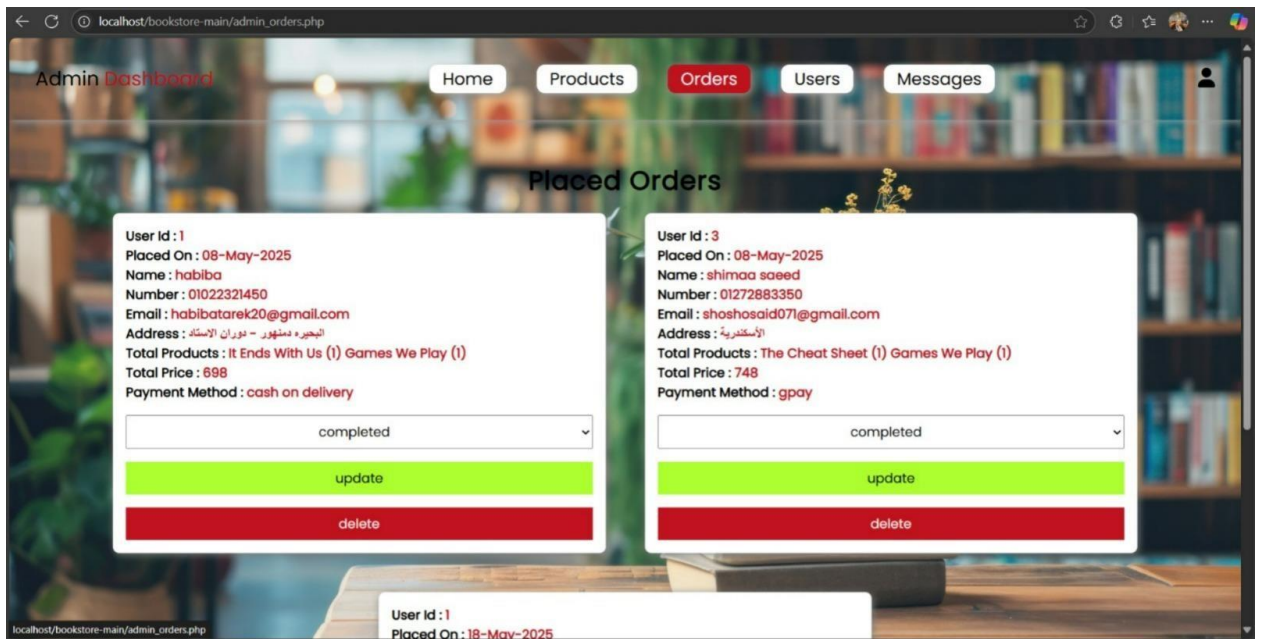 localhost/bookstore-main/admin_orders.php
Admin Dashboard
Home
Products
Orders
Users
Messages
Placed Orders
User Id : 1
Placed On : 08-May-2025
Name : habiba
Number : 01022321450
Email : habibatarek20@gmail.com
Address : البحيره دمنهور - دوران الاستاد
Total Products : It Ends With Us (1) Games We Play (1)
Total Price : 698
Payment Method : cash on delivery
completed
update
delete
User Id : 3
Placed On : 08-May-2025
Name : shimaa saeed
Number : 01272883350
Email : shoshosaid071@gmail.com
Address : الأسكندرية
Total Products : The Cheat Sheet (1) Games We Play (1)
Total Price : 748
Payment Method : gpay
completed
update
delete
User Id : 1
Placed On : 18-May-2025
localhost/bookstore-main/admin_orders.php